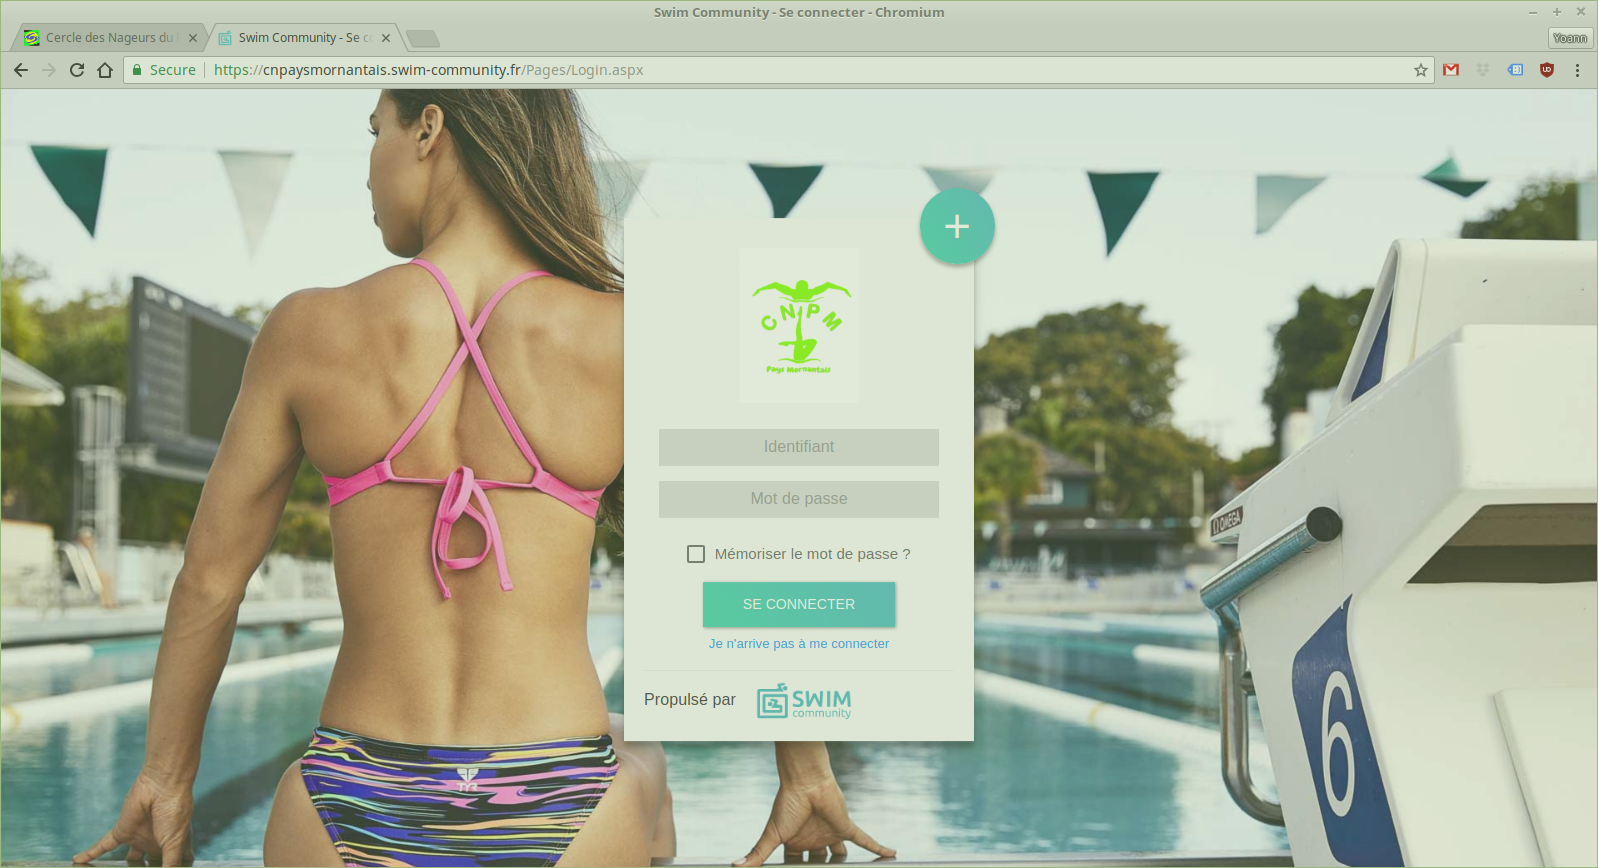 Swim Community - Se connecter - Chromium
Cercle des Nageurs du
Swim Community - Se co
Yoann
Secure
https://cnpaysmornantais.swim-community.fr/Pages/Login.aspx
CNPM
Pays Mornantais
Identifiant
Mot de passe
Mémoriser le mot de passe ?
SE CONNECTER
Je n'arrive pas à me connecter
Propulsé par
SWIM
community
OMEGA
6
TYR